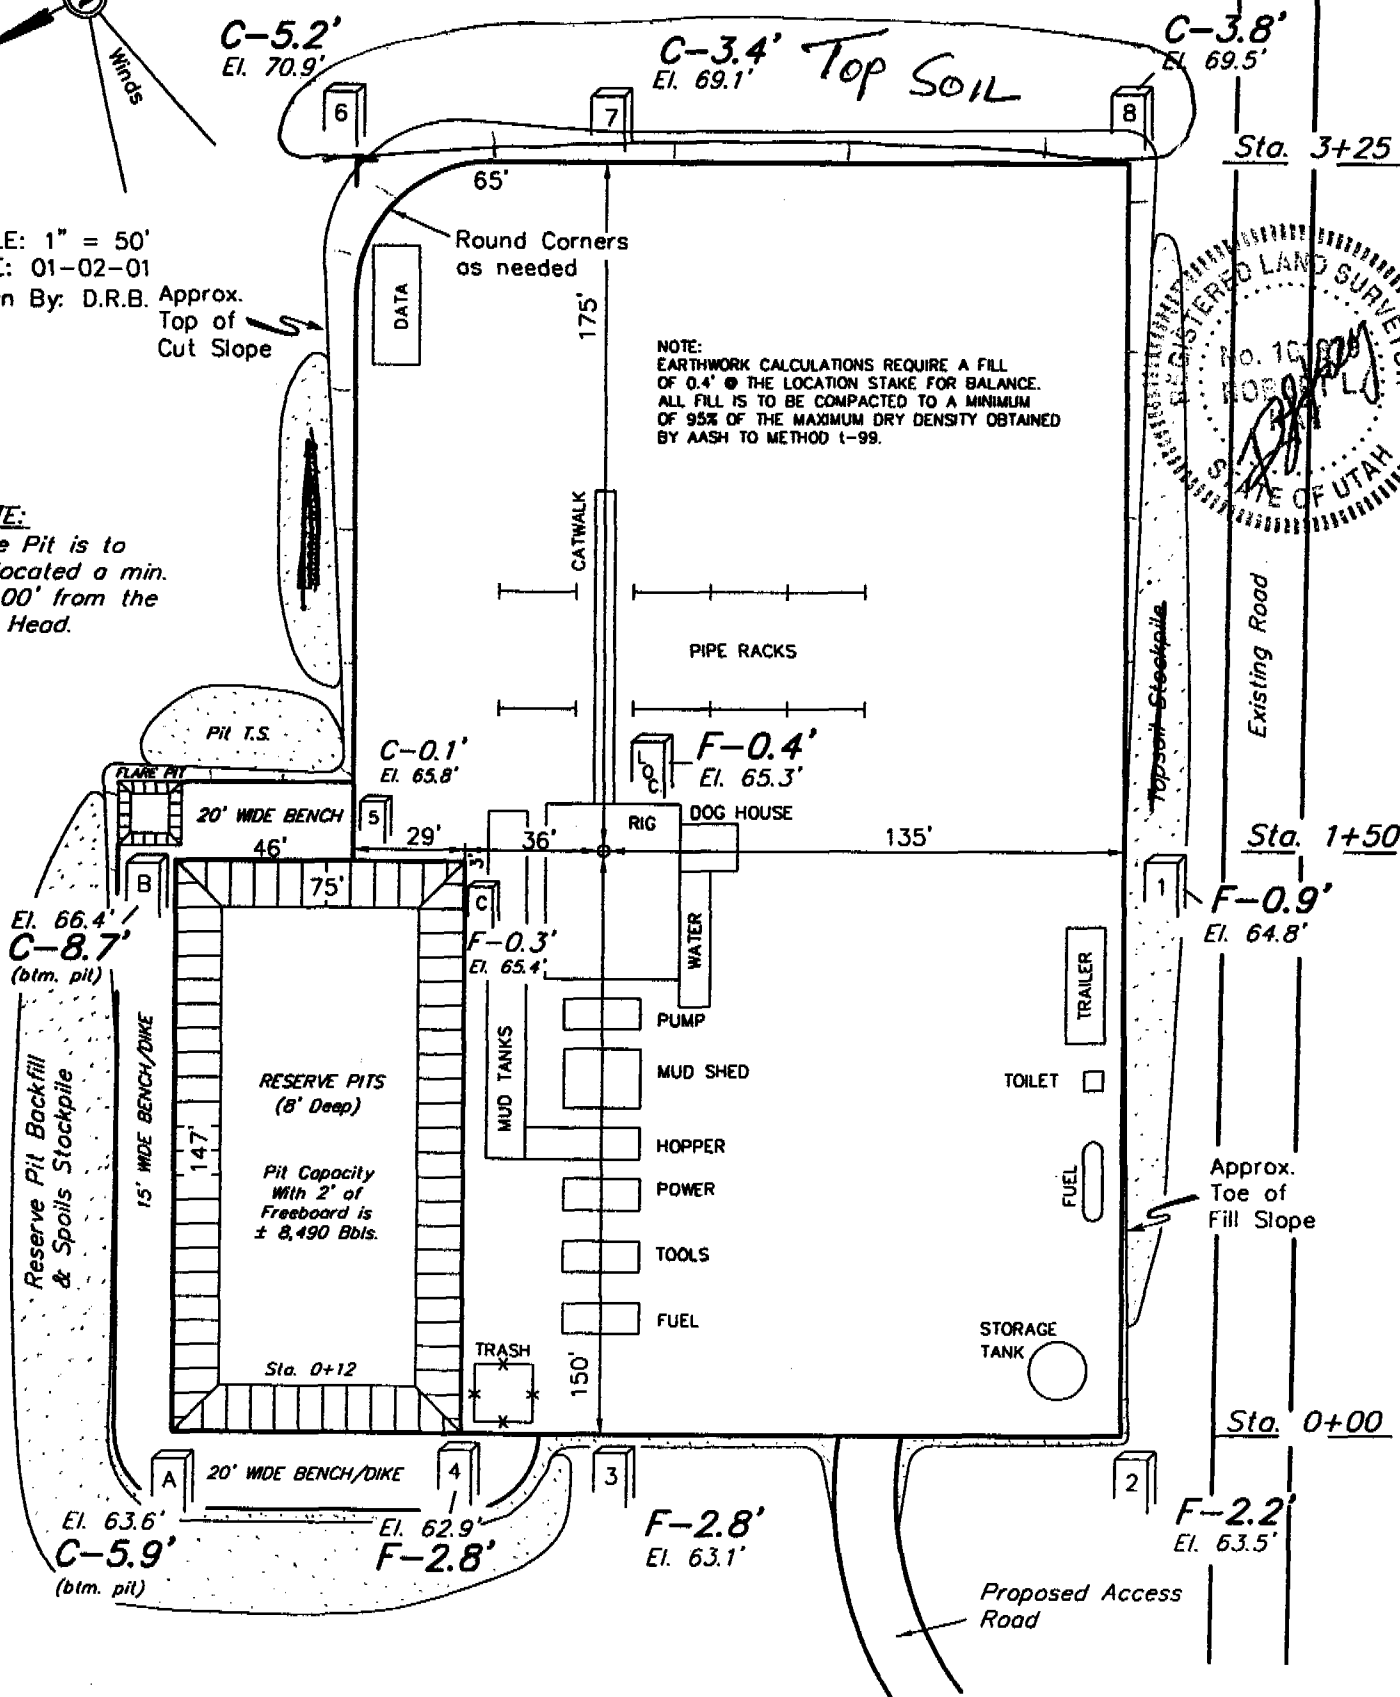 C-5.2'
El. 70.9'
C-3.4'
El. 69.1'
Top SOIL
C-3.8'
El. 69.5'
Winds
6
7
8
Sta. 3+25
65'
E: 1" = 50'
: 01-02-01
n By: D.R.B.
Approx.
Top of
Cut Slope
Round Corners
as needed
DATA
175'
NOTE:
EARTHWORK CALCULATIONS REQUIRE A FILL
OF 0.4' @ THE LOCATION STAKE FOR BALANCE.
ALL FILL IS TO BE COMPACTED TO A MINIMUM
OF 95% OF THE MAXIMUM DRY DENSITY OBTAINED
BY AASH TO METHOD t-99.
REGISTERED LAND SURVEYOR
No.
STATE OF UTAH
TE:
e Pit is to
located a min.
00' from the
Head.
CATWALK
PIPE RACKS
Topsoil Stockpile
Existing Road
Pit T.S.
FLARE PIT
20' WIDE BENCH
C-0.1'
El. 65.8'
5
LOC.
F-0.4'
El. 65.3'
RIG
DOG HOUSE
46'
29'
36'
3'
135'
Sta. 1+50
B
75'
C
1
El. 66.4'
C-8.7'
(btm. pit)
F-0.3'
El. 65.4'
WATER
F-0.9'
El. 64.8'
TRAILER
PUMP
MUD TANKS
MUD SHED
TOILET
RESERVE PITS
(8' Deep)
15' WIDE BENCH/DIKE
147'
Reserve Pit Backfill
& Spoils Stockpile
Pit Capacity
With 2' of
Freeboard is
± 8,490 Bbls.
HOPPER
POWER
FUEL
Approx.
Toe of
Fill Slope
TOOLS
FUEL
TRASH
STORAGE
TANK
Sta. 0+12
150'
Sta. 0+00
A
20' WIDE BENCH/DIKE
4
3
2
El. 63.6'
C-5.9'
(btm. pit)
El. 62.9'
F-2.8'
F-2.8'
El. 63.1'
F-2.2'
El. 63.5'
Proposed Access
Road